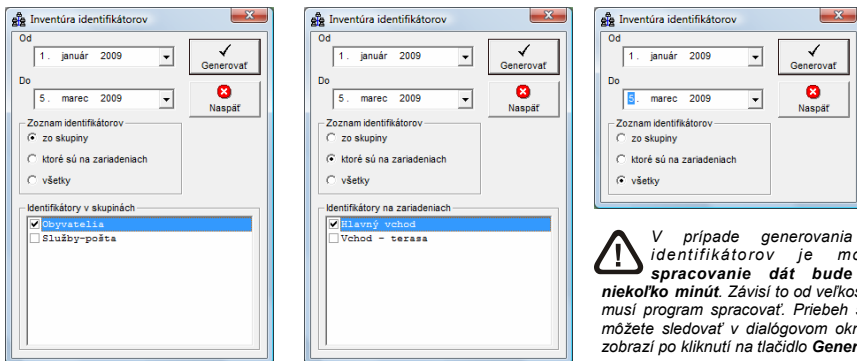 Inventúra identifikátorov
Od
1. január 2009
Generovať
Do
5. marec 2009
Naspäť
Zoznam identifikátorov
zo skupiny
ktoré sú na zariadeniach
všetky
Identifikátory v skupinách
Obyvatelia
Služby-pošta
Inventúra identifikátorov
Od
1. január 2009
Generovať
Do
5. marec 2009
Naspäť
Zoznam identifikátorov
zo skupiny
ktoré sú na zariadeniach
všetky
Identifikátory na zariadeniach
Hlavný vchod
Vchod - terasa
Inventúra identifikátorov
Od
1. január 2009
Generovať
Do
5. marec 2009
Naspäť
Zoznam identifikátorov
zo skupiny
ktoré sú na zariadeniach
všetky
V prípade generovania
identifikátorov je
spracovanie dát bude
niekoľko minút. Závisí to od
musí program spracovať. Priebeh
môžete sledovať v dialógovom
zobrazí po kliknutí na tlačidlo